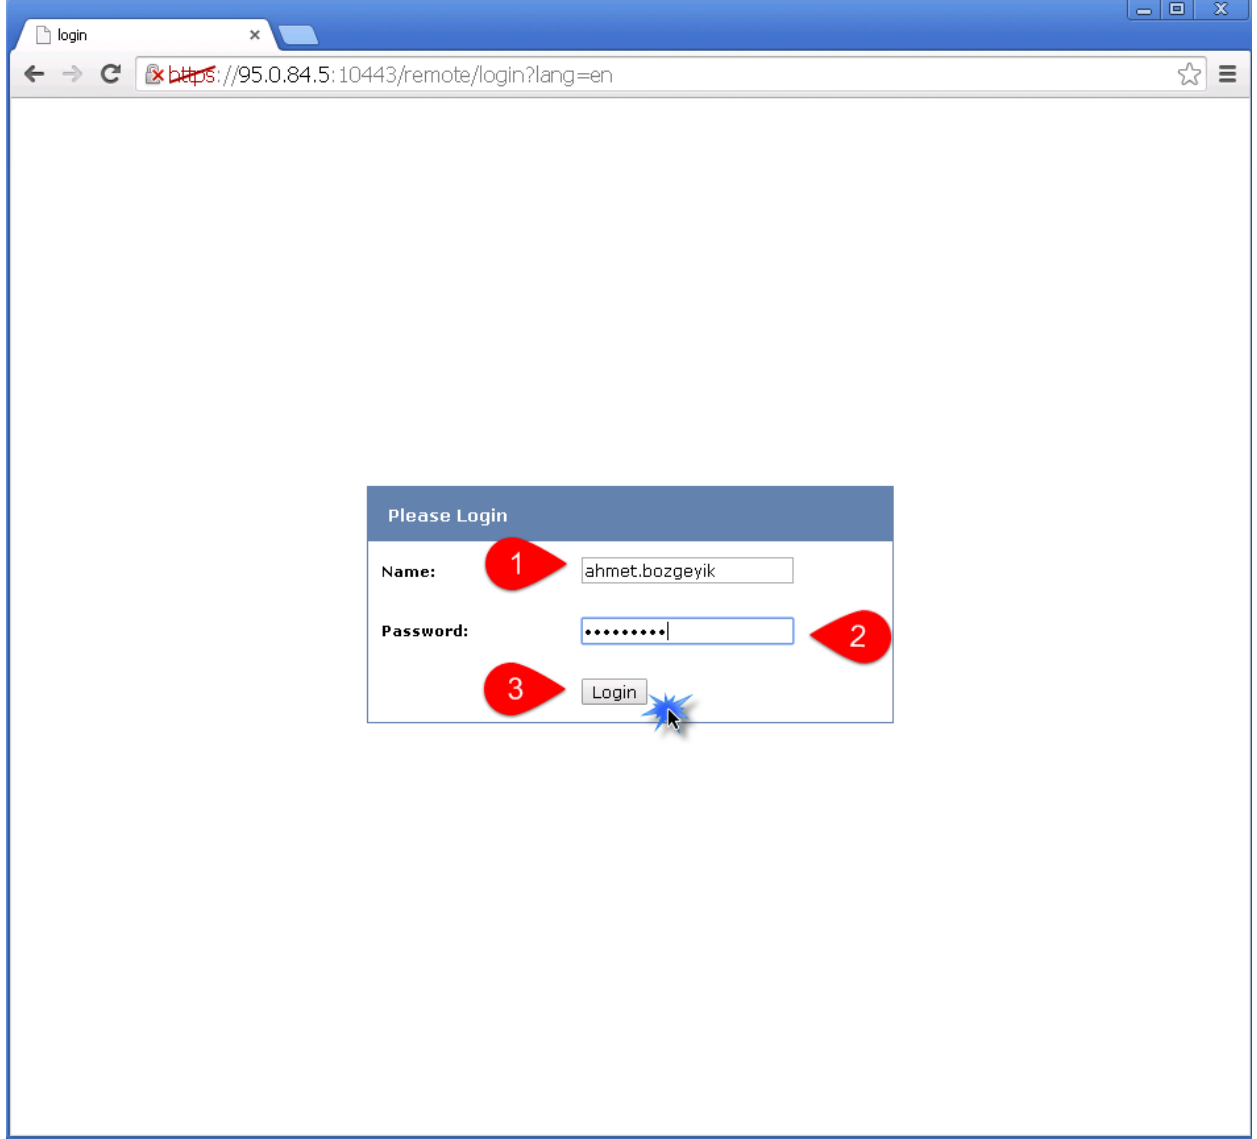 login
https://95.0.84.5:10443/remote/login?lang=en
Please Login
Name: 1 ahmet.bozgeyik
Password: ••••••••• 2
3 Login